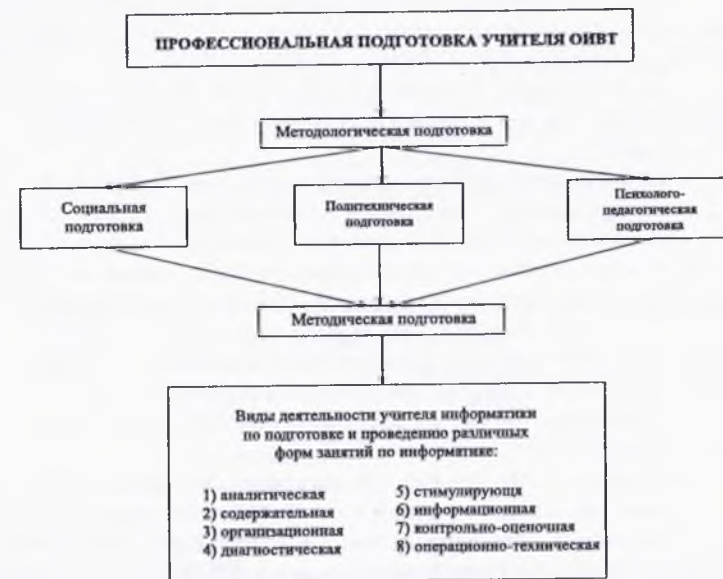 ПРОФЕССИОНАЛЬНАЯ ПОДГОТОВКА УЧИТЕЛЯ ОИВТ
Методологическая подготовка
Социальная
подготовка
Политехническая
подготовка
Психолого-
педагогическая
подготовка
Методическая подготовка
Виды деятельности учителя информатики
по подготовке и проведению различных
форм занятий по информатике:
1) аналитическая
2) содержательная
3) организационная
4) диагностическая
5) стимулирующя
6) информационная
7) контрольно-оценочная
8) операционно-техническая